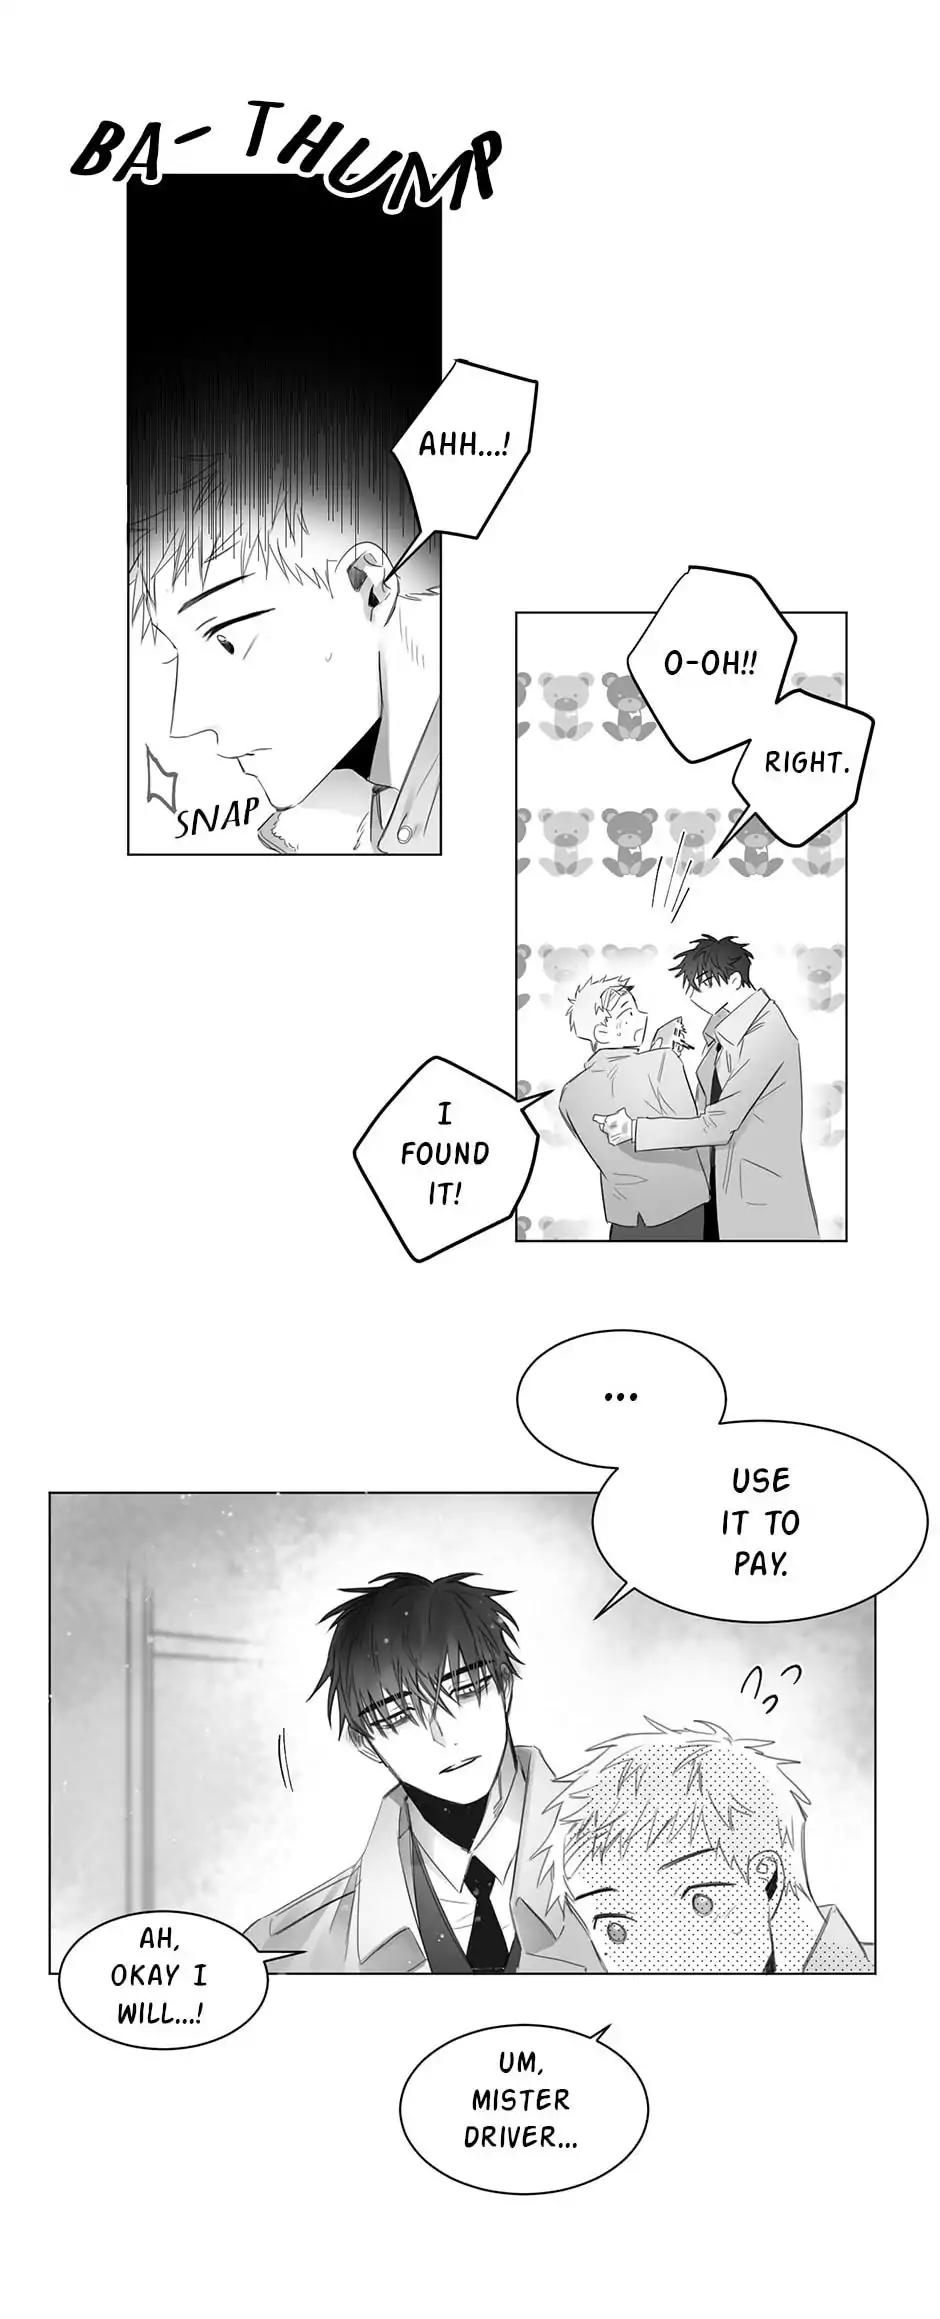 BA-THUMP
AHH...!
SNAP
O-OH!!
RIGHT.
I
FOUND
IT!
...
USE
IT TO
PAY.
AH,
OKAY I
WILL...!
UM,
MISTER
DRIVER...